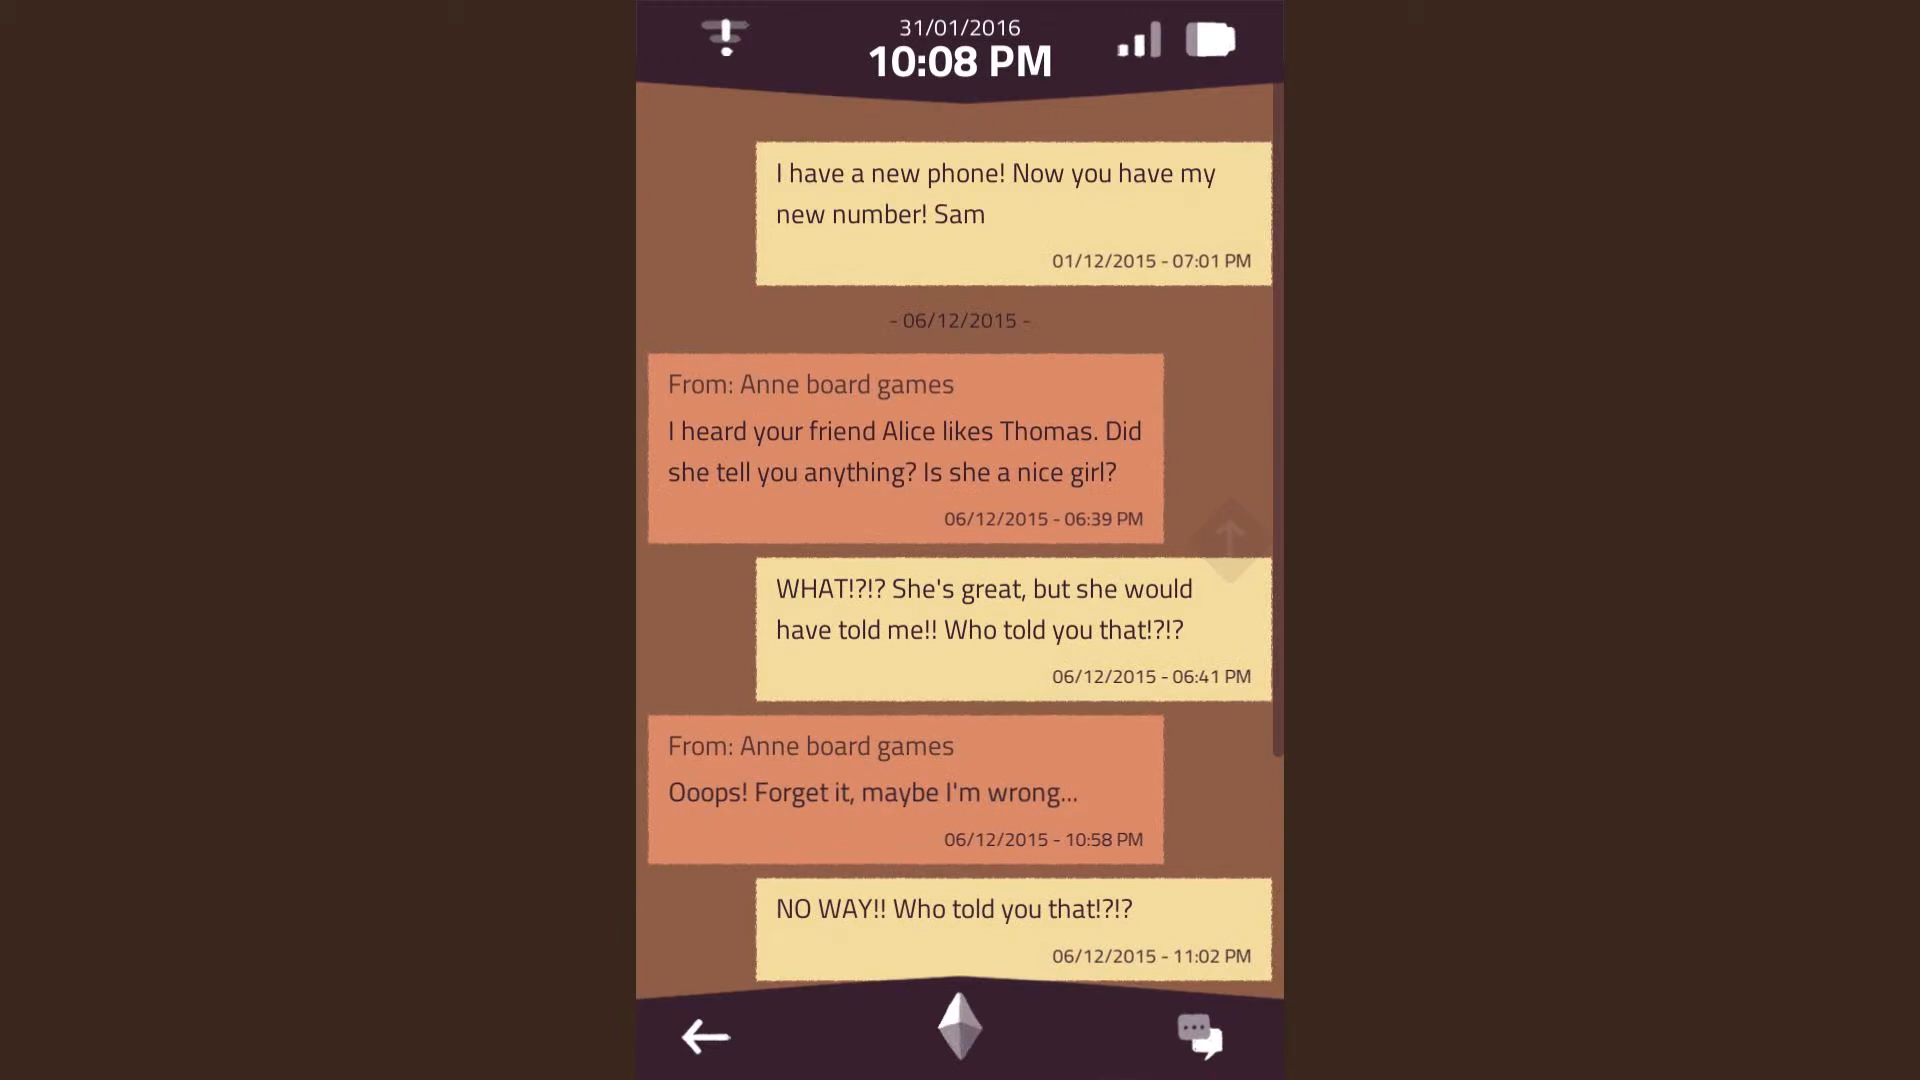 31/01/2016
10:08 PM
I have a new phone! Now you have my
new number! Sam
01/12/2015 - 07:01 PM
- 06/12/2015 -
From: Anne board games
I heard your friend Alice likes Thomas. Did
she tell you anything? Is she a nice girl?
06/12/2015 - 06:39 PM
WHAT!?!? She's great, but she would
have told me!! Who told you that!?!?
06/12/2015 - 06:41 PM
From: Anne board games
Ooops! Forget it, maybe I'm wrong...
06/12/2015 - 10:58 PM
NO WAY!! Who told you that!?!?
06/12/2015 - 11:02 PM